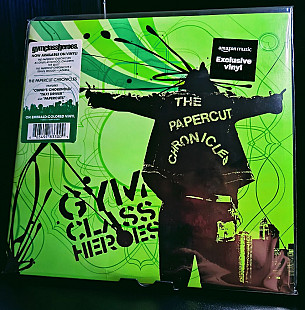 gymclassheroes.
NOW AVAILABLE ON VINYL!
THE PAPERCUT CHRONICLES
"CUPID'S CHOKEHOLD"
"TAXI DRIVER"
"PAPERCUTS"
ON EMERALD COLORED VINYL
amazon music
Exclusive
vinyl
THE
PAPERCUT
CHRONICLES
GYM
CLASS
HEROES